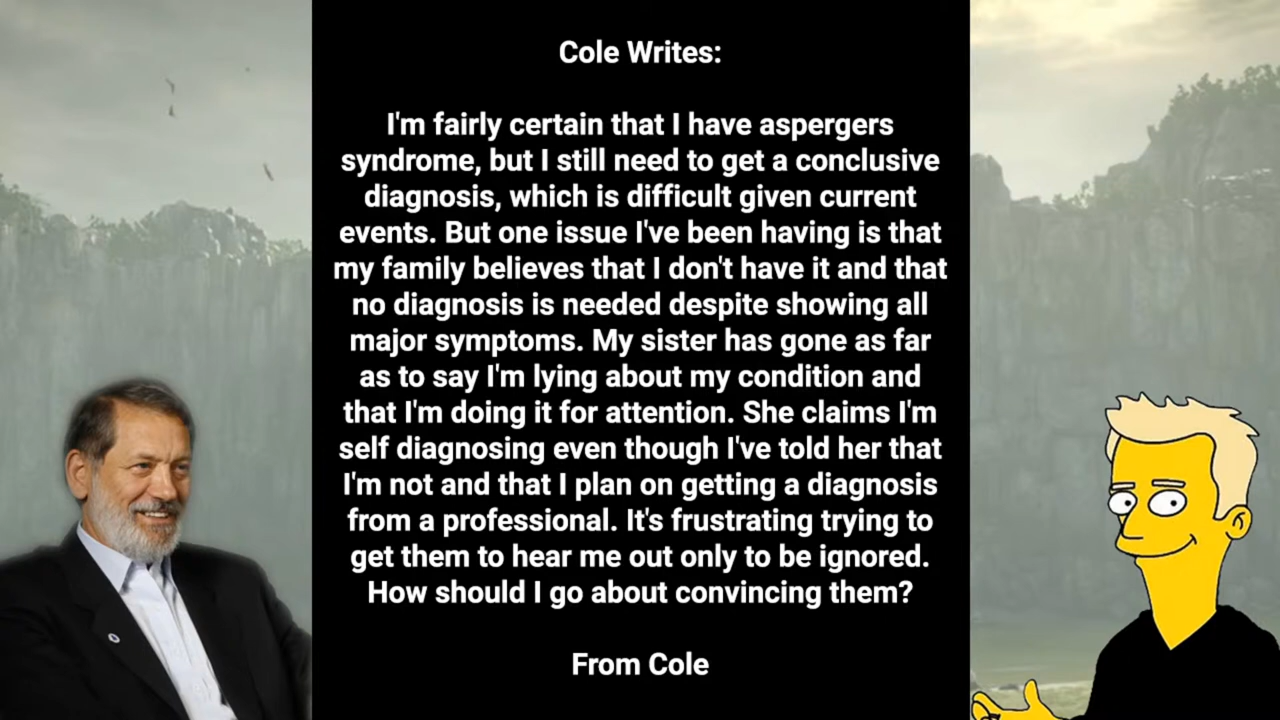 Cole Writes:
I'm fairly certain that I have aspergers
syndrome, but I still need to get a conclusive
diagnosis, which is difficult given current
events. But one issue I've been having is that
my family believes that I don't have it and that
no diagnosis is needed despite showing all
major symptoms. My sister has gone as far
as to say I'm lying about my condition and
that I'm doing it for attention. She claims I'm
self diagnosing even though I've told her that
I'm not and that I plan on getting a diagnosis
from a professional. It's frustrating trying to
get them to hear me out only to be ignored.
How should I go about convincing them?
From Cole